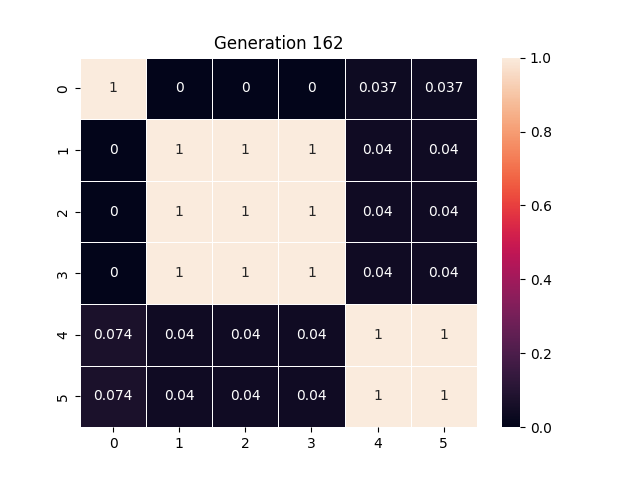 Generation 162
0 1 0 0 0 0.037 0.037
1 0 1 1 1 0.04 0.04
2 0 1 1 1 0.04 0.04
3 0 1 1 1 0.04 0.04
4 0.074 0.04 0.04 0.04 1 1
5 0.074 0.04 0.04 0.04 1 1
0 1 2 3 4 5
1.0
0.8
0.6
0.4
0.2
0.0